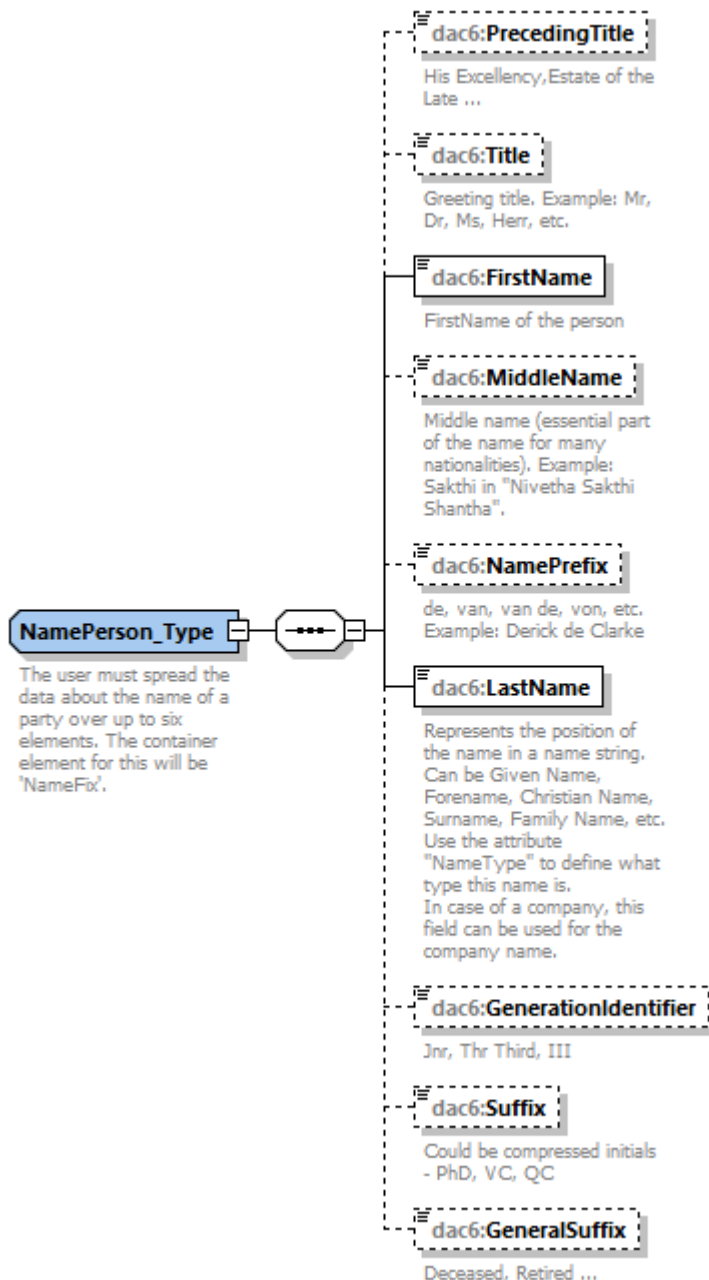 dac6:PrecedingTitle
His Excellency,Estate of the
Late ...
dac6:Title
Greeting title. Example: Mr,
Dr, Ms, Herr, etc.
dac6:FirstName
FirstName of the person
dac6:MiddleName
Middle name (essential part
of the name for many
nationalities). Example:
Sakthi in "Nivetha Sakthi
Shantha".
dac6:NamePrefix
de, van, van de, von, etc.
Example: Derick de Clarke
NamePerson_Type
The user must spread the
data about the name of a
party over up to six
elements. The container
element for this will be
'NameFix'.
dac6:LastName
Represents the position of
the name in a name string.
Can be Given Name,
Forename, Christian Name,
Surname, Family Name, etc.
Use the attribute
"NameType" to define what
type this name is.
In case of a company, this
field can be used for the
company name.
dac6:GenerationIdentifier
Jnr, Thr Third, III
dac6:Suffix
Could be compressed initials
- PhD, VC, QC
dac6:GeneralSuffix
Deceased, Retired ...